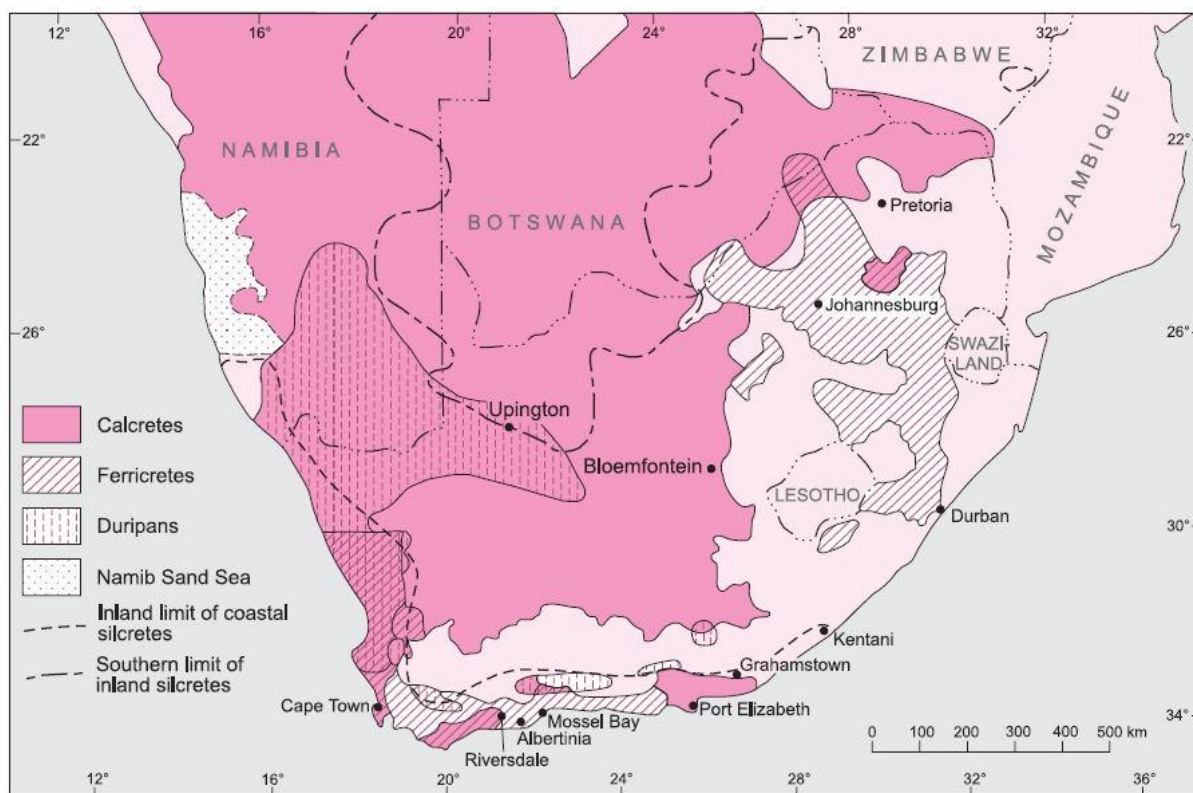 12°
16°
20°
24°
28°
32°
ZIMBABWE
22°
22°
NAMIBIA
MOZAMBIQUE
Pretoria
BOTSWANA
Johannesburg
26°
26°
SWAZI-
LAND
Calcretes
Upington
Ferricretes
Bloemfontein
LESOTHO
Duripans
Durban
30°
Namib Sand Sea
Inland limit of coastal
silcretes
Kentani
Southern limit of
inland silcretes
Grahamstown
Cape Town
Port Elizabeth
Mossel Bay
34°
Albertinia
Riversdale
0 100 200 300 400 500 km
12°
16°
20°
24°
28°
32°
36°